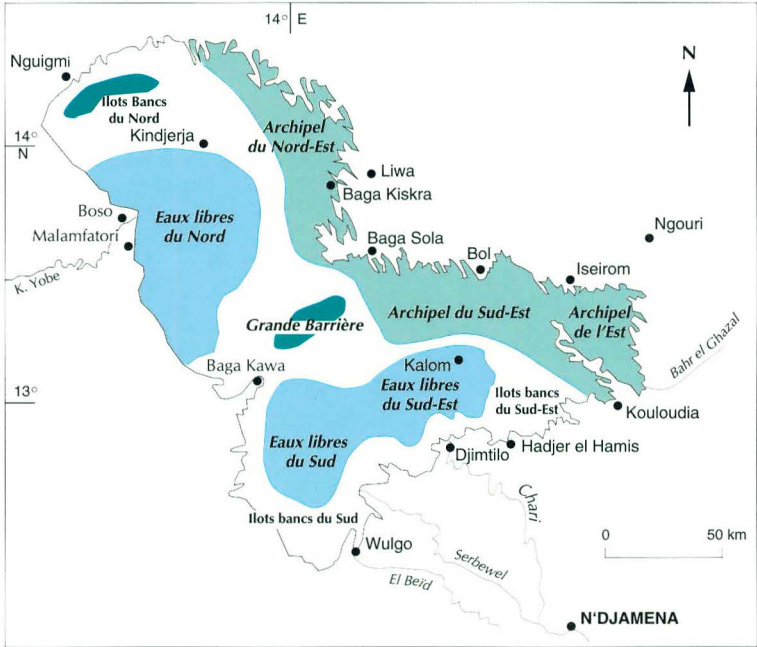 14° E
N
Nguigmi
Ilots Bancs
du Nord
Kindjerja
14°
N
Archipel
du Nord-Est
Liwa
Baga Kiskra
Boso
Malamfatori
Eaux libres
du Nord
Ngouri
Baga Sola
Bol
Iseirom
K. Yobe
Archipel du Sud-Est
Archipel
de l'Est
Grande Barrière
Bahr el Ghazal
Baga Kawa
Kalom
Eaux libres
du Sud-Est
Ilots bancs
du Sud-Est
13°
Kouloudia
Eaux libres
du Sud
Djimtilo
Hadjer el Hamis
Chari
Ilots bancs du Sud
0 50 km
Wulgo
Serbewel
El Beïd
N'DJAMENA